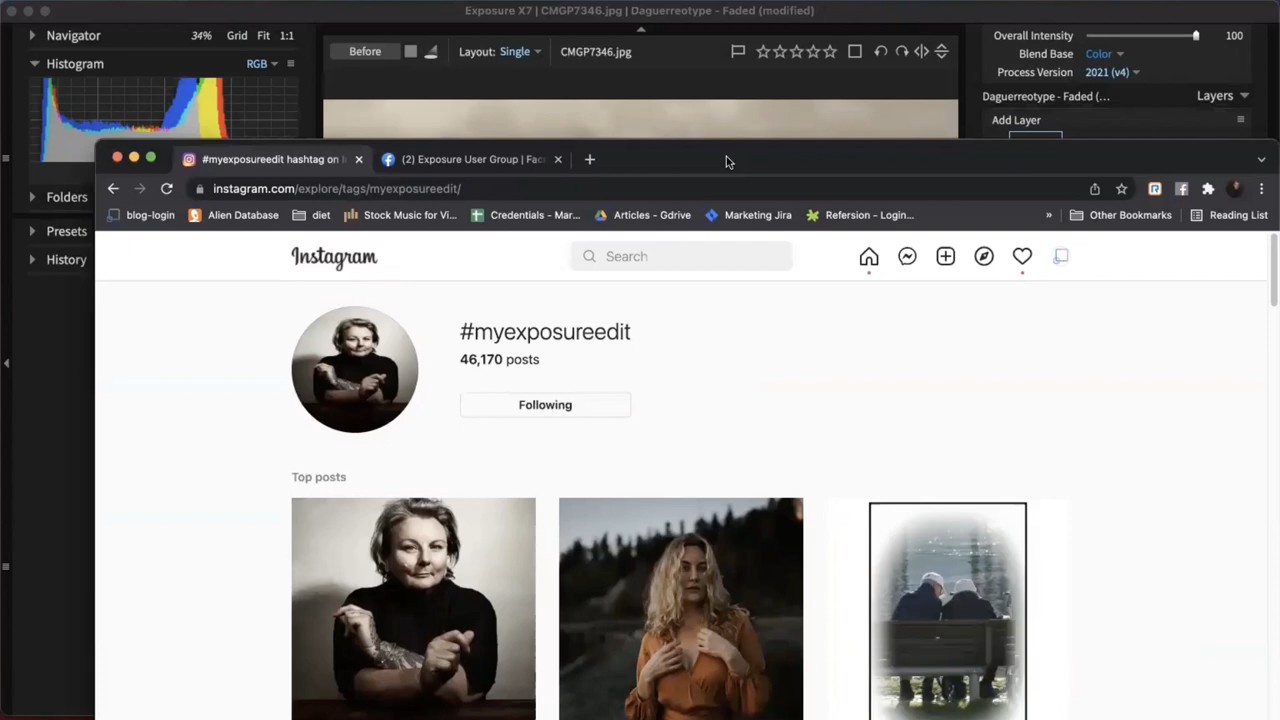 Exposure X7 | CMGP7346.jpg | Daguerreotype - Faded (modified)
Navigator 34% Grid Fit 1:1
Before Layout: Single CMGP7346.jpg
Overall Intensity 100
Blend Base Color
Process Version 2021 (v4)
Histogram RGB
Daguerreotype - Faded (... Layers
Add Layer
Folders
Presets
History
#myexposureedit hashtag on I
(2) Exposure User Group | Fac
instagram.com/explore/tags/myexposureedit/
blog-login Alien Database diet Stock Music for Vi... Credentials - Mar... Articles - Gdrive Marketing Jira Refersion - Login... » Other Bookmarks Reading List
Instagram Search
#myexposureedit
46,170 posts
Following
Top posts